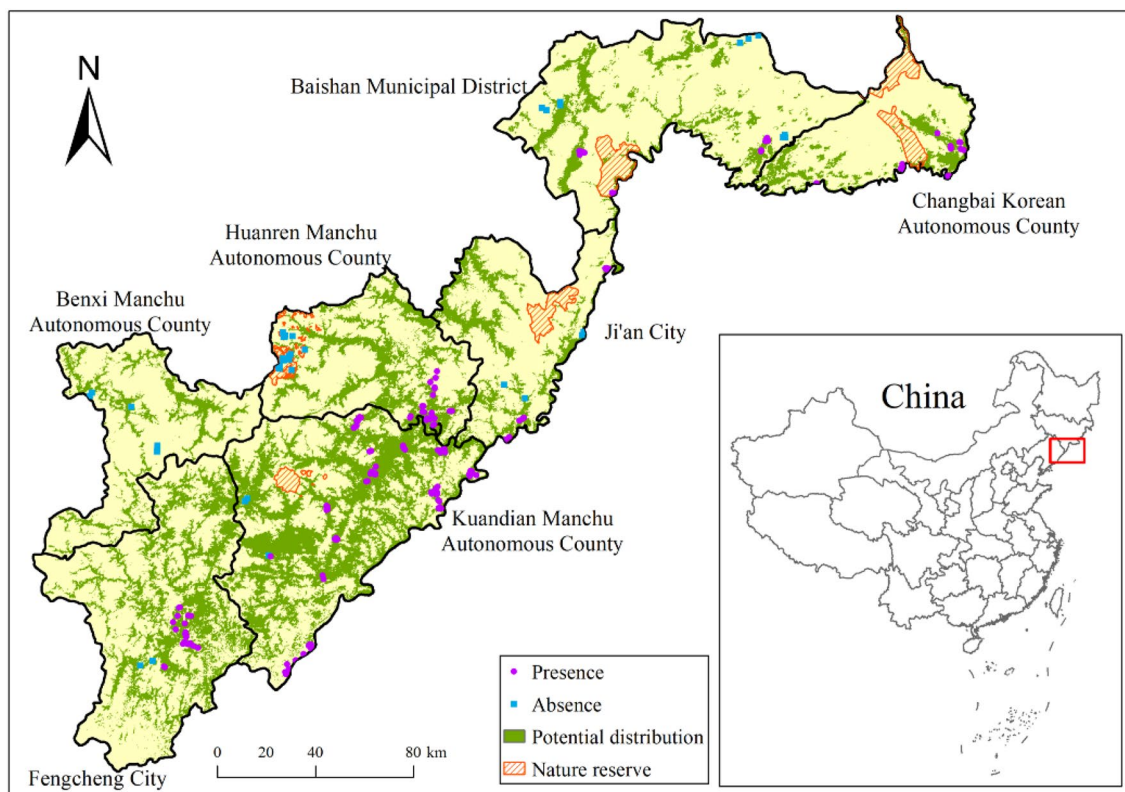 N
Baishan Municipal District
Changbai Korean
Autonomous County
Huanren Manchu
Autonomous County
Benxi Manchu
Autonomous County
Ji'an City
China
Kuandian Manchu
Autonomous County
Presence
Absence
Potential distribution
Nature reserve
0 20 40 80 km
Fengcheng City